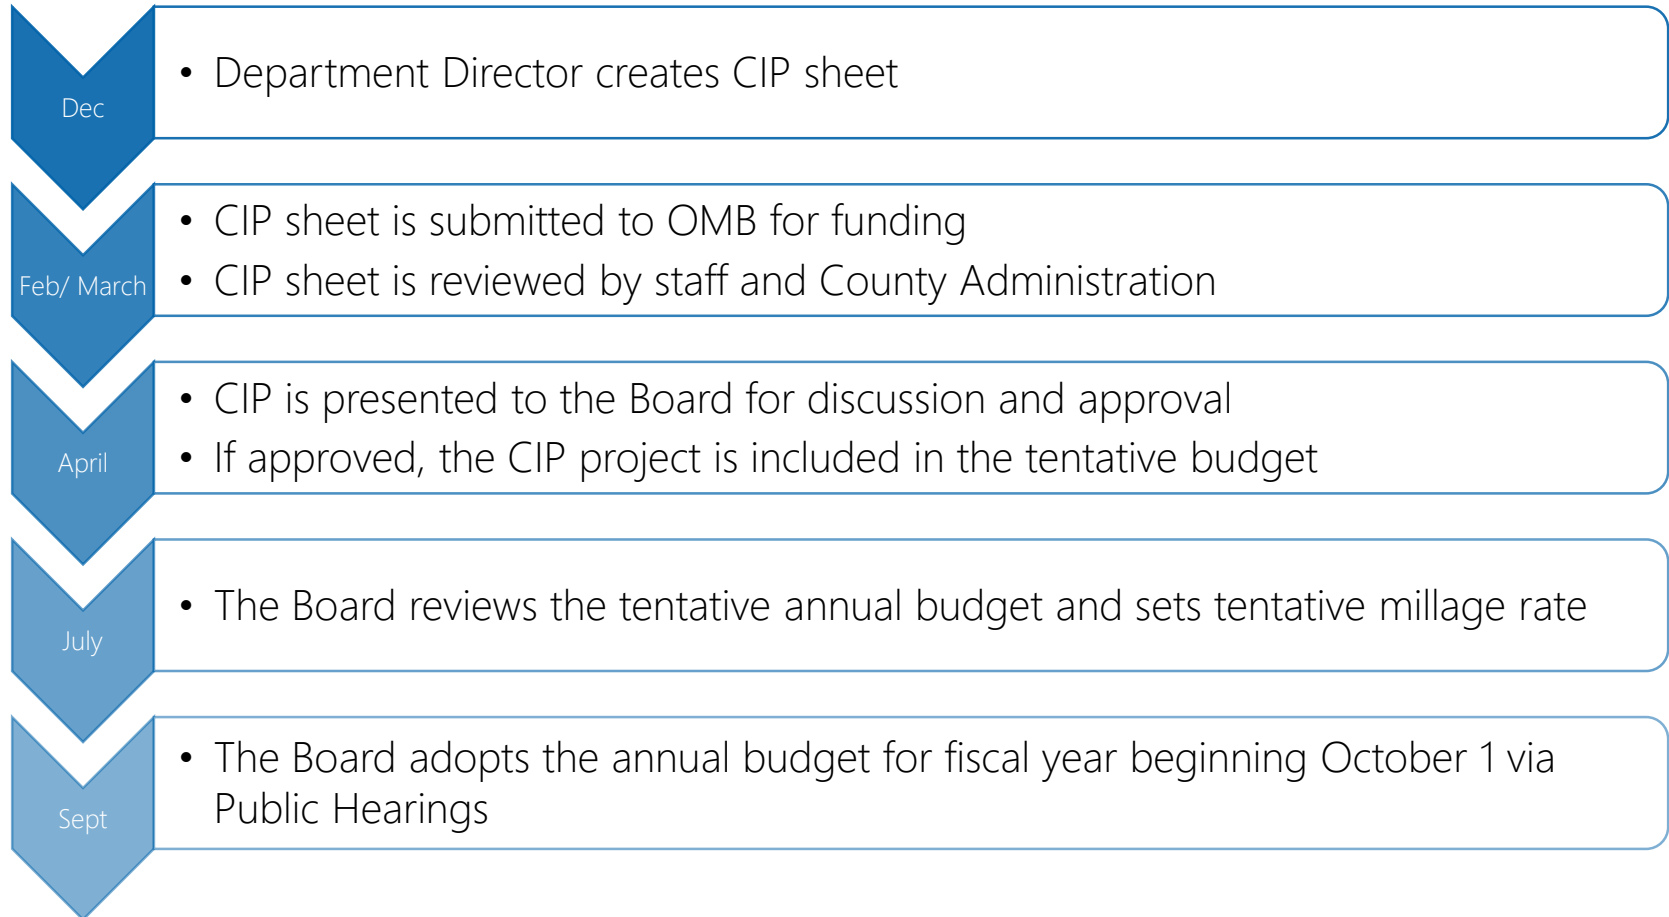 Dec
• Department Director creates CIP sheet
Feb/ March
• CIP sheet is submitted to OMB for funding
• CIP sheet is reviewed by staff and County Administration
April
• CIP is presented to the Board for discussion and approval
• If approved, the CIP project is included in the tentative budget
July
• The Board reviews the tentative annual budget and sets tentative millage rate
Sept
• The Board adopts the annual budget for fiscal year beginning October 1 via
Public Hearings